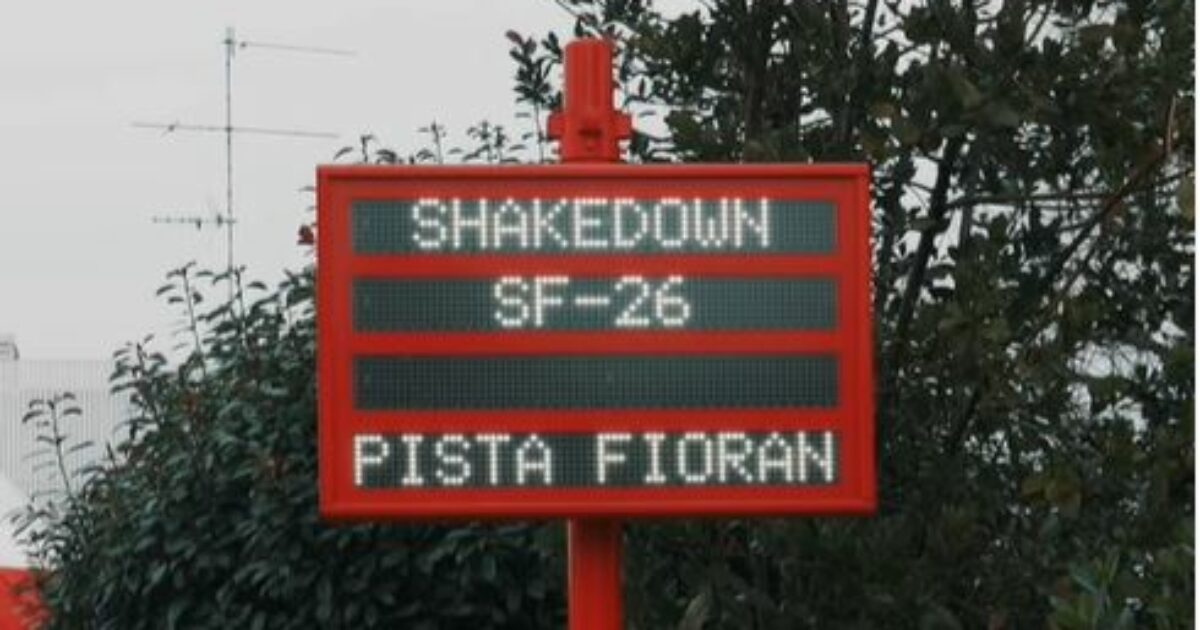 SHAKEDOWN
SF-26
PISTA FIORAN